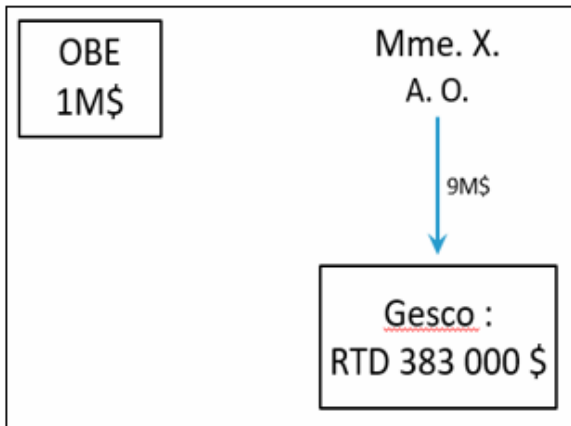 OBE
1M$
Mme. X.
A. O.
9M$
Gesco :
RTD 383 000 $